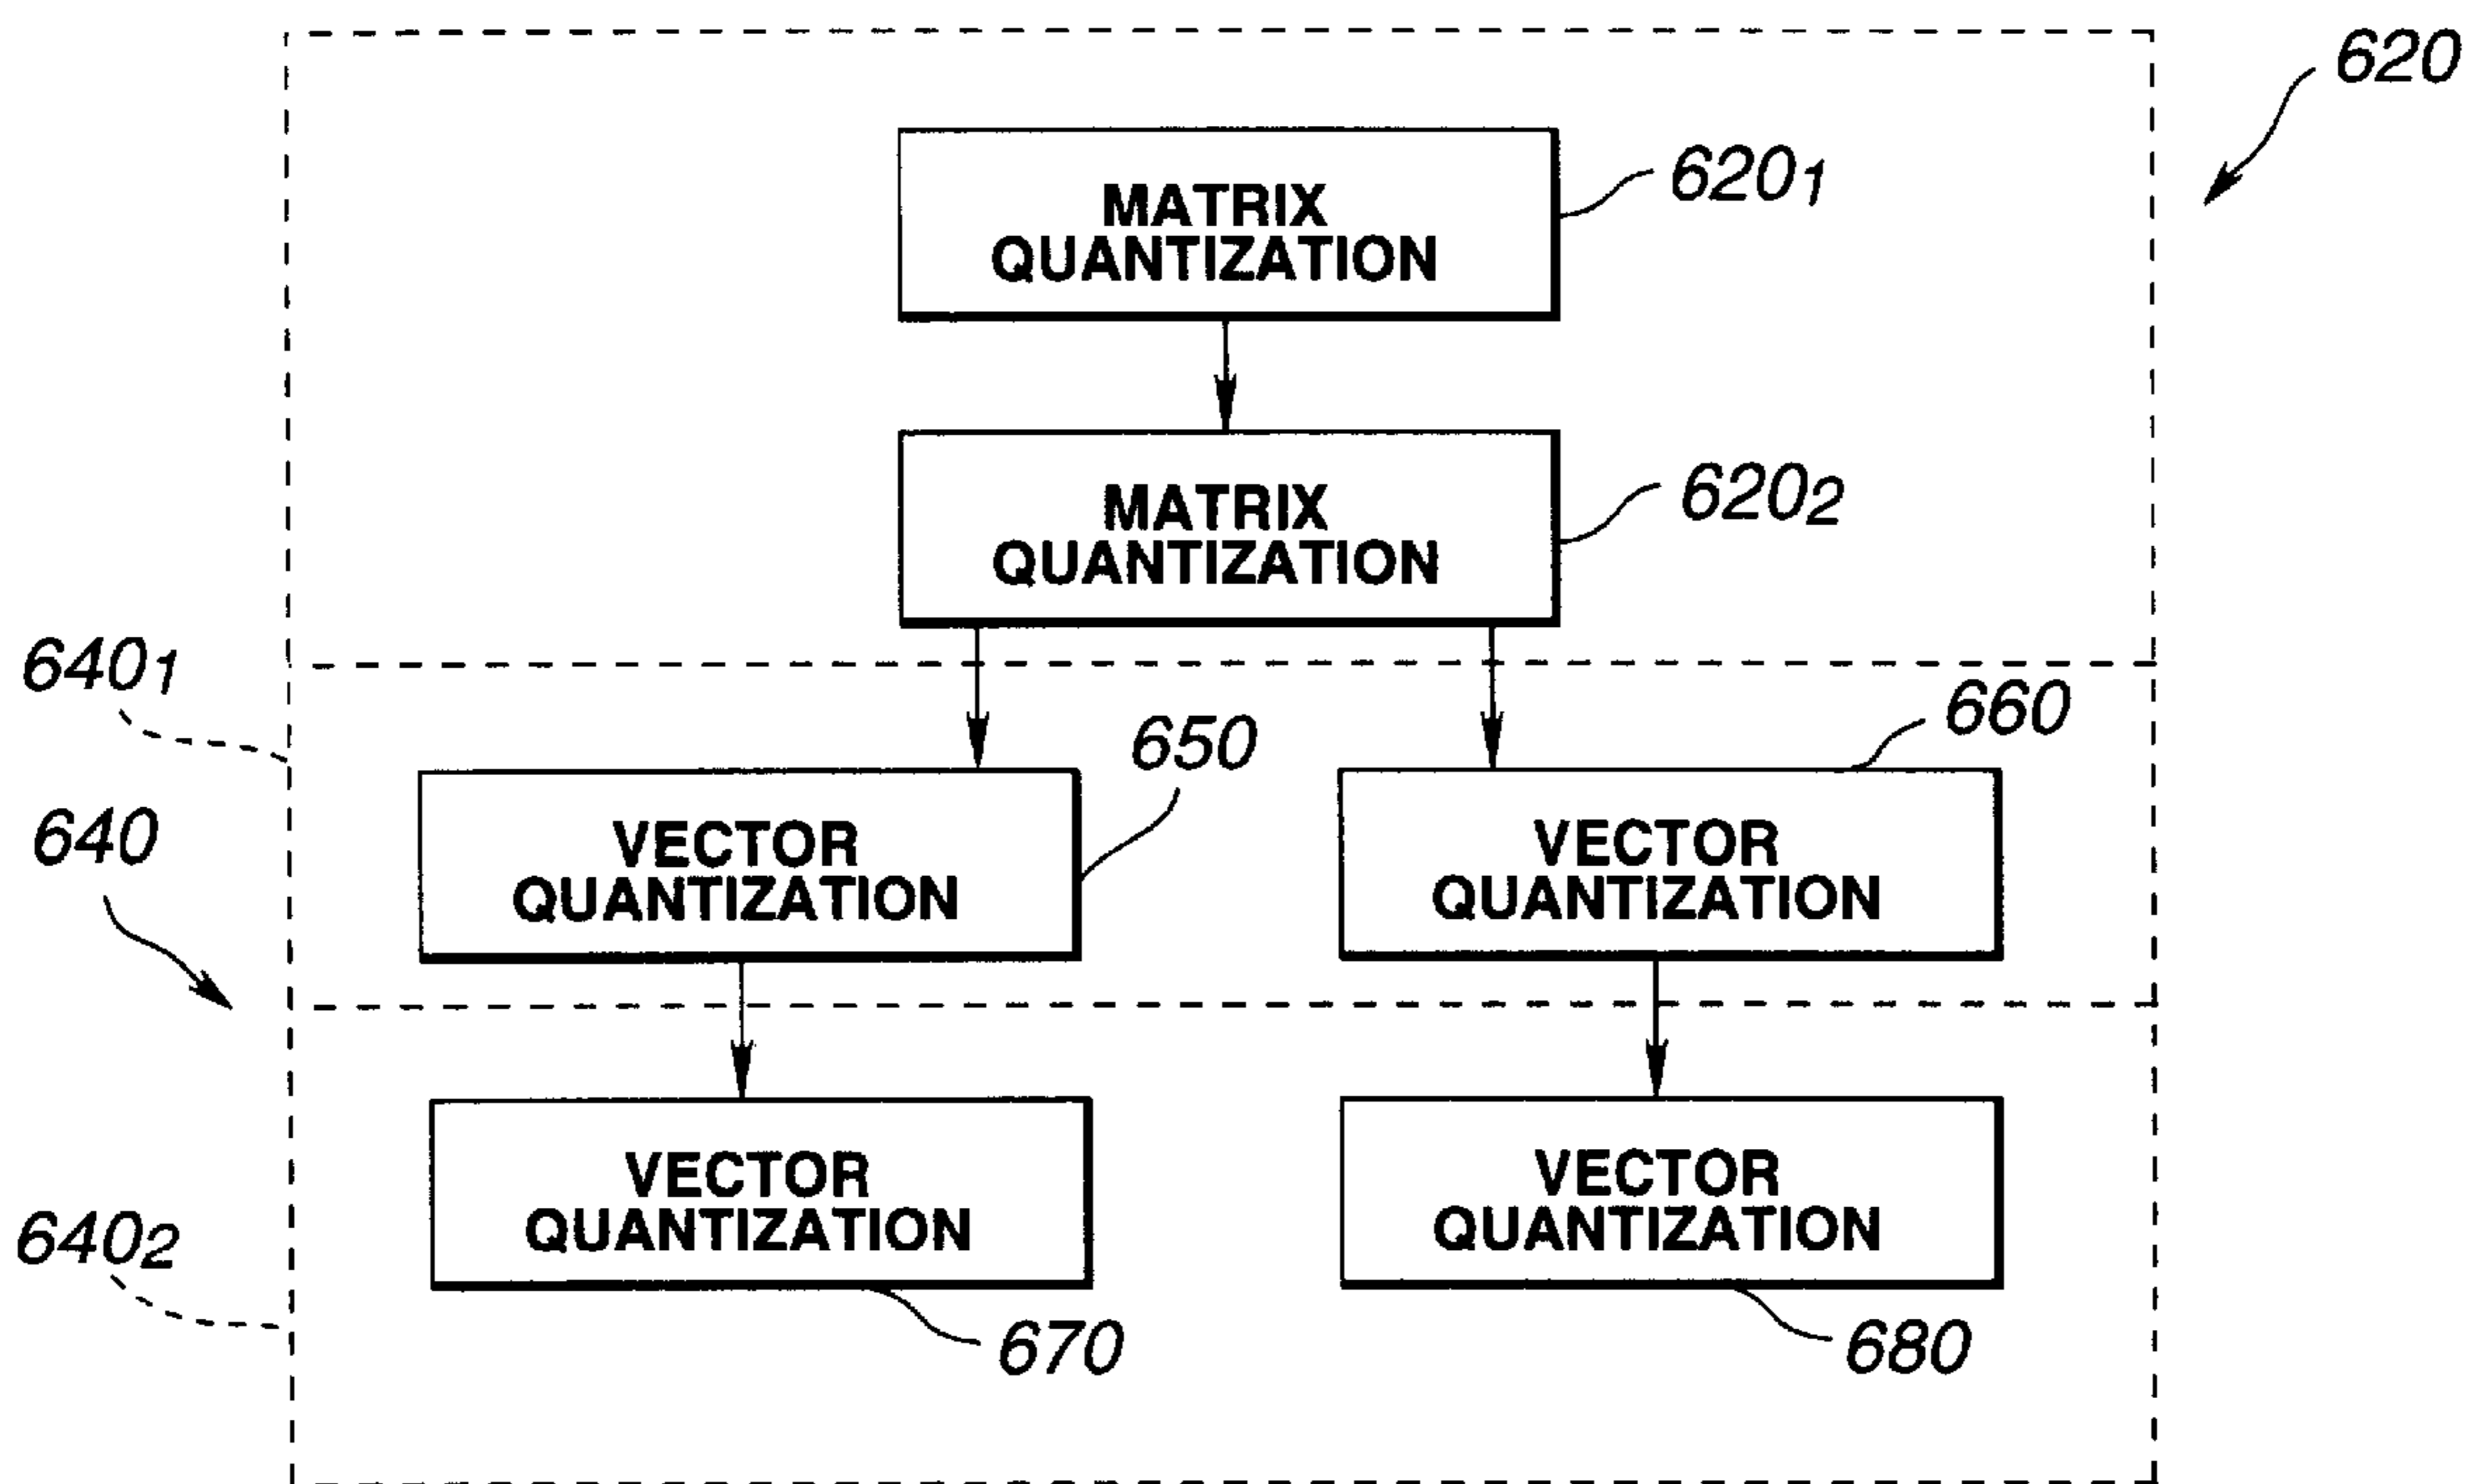 620
MATRIX
QUANTIZATION
620₁
MATRIX
QUANTIZATION
620₂
640₁
660
650
640
VECTOR
QUANTIZATION
VECTOR
QUANTIZATION
VECTOR
QUANTIZATION
VECTOR
QUANTIZATION
640₂
670
680